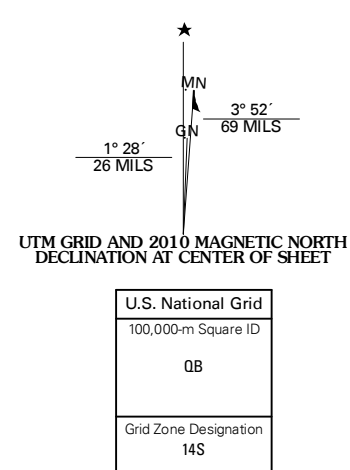 MN
3° 52´
69 MILS
GN
1° 28´
26 MILS
UTM GRID AND 2010 MAGNETIC NORTH
DECLINATION AT CENTER OF SHEET
U.S. National Grid
100,000-m Square ID
QB
Grid Zone Designation
14S